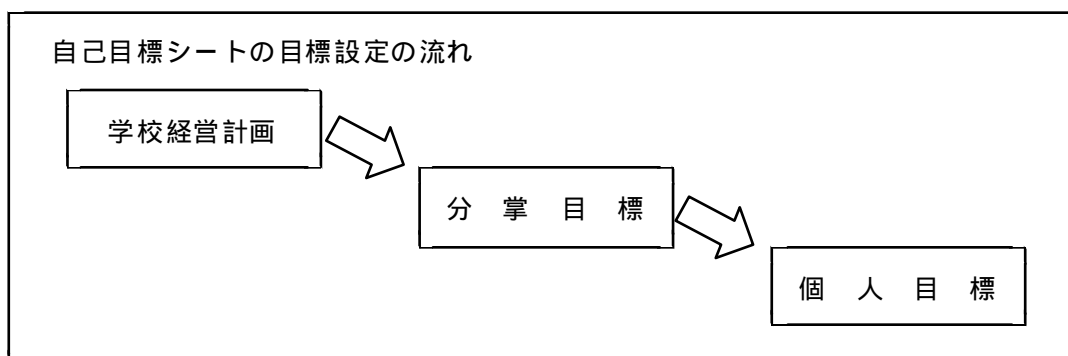 自己目標シートの目標設定の流れ
学校経営計画
分 掌 目 標
個 人 目 標